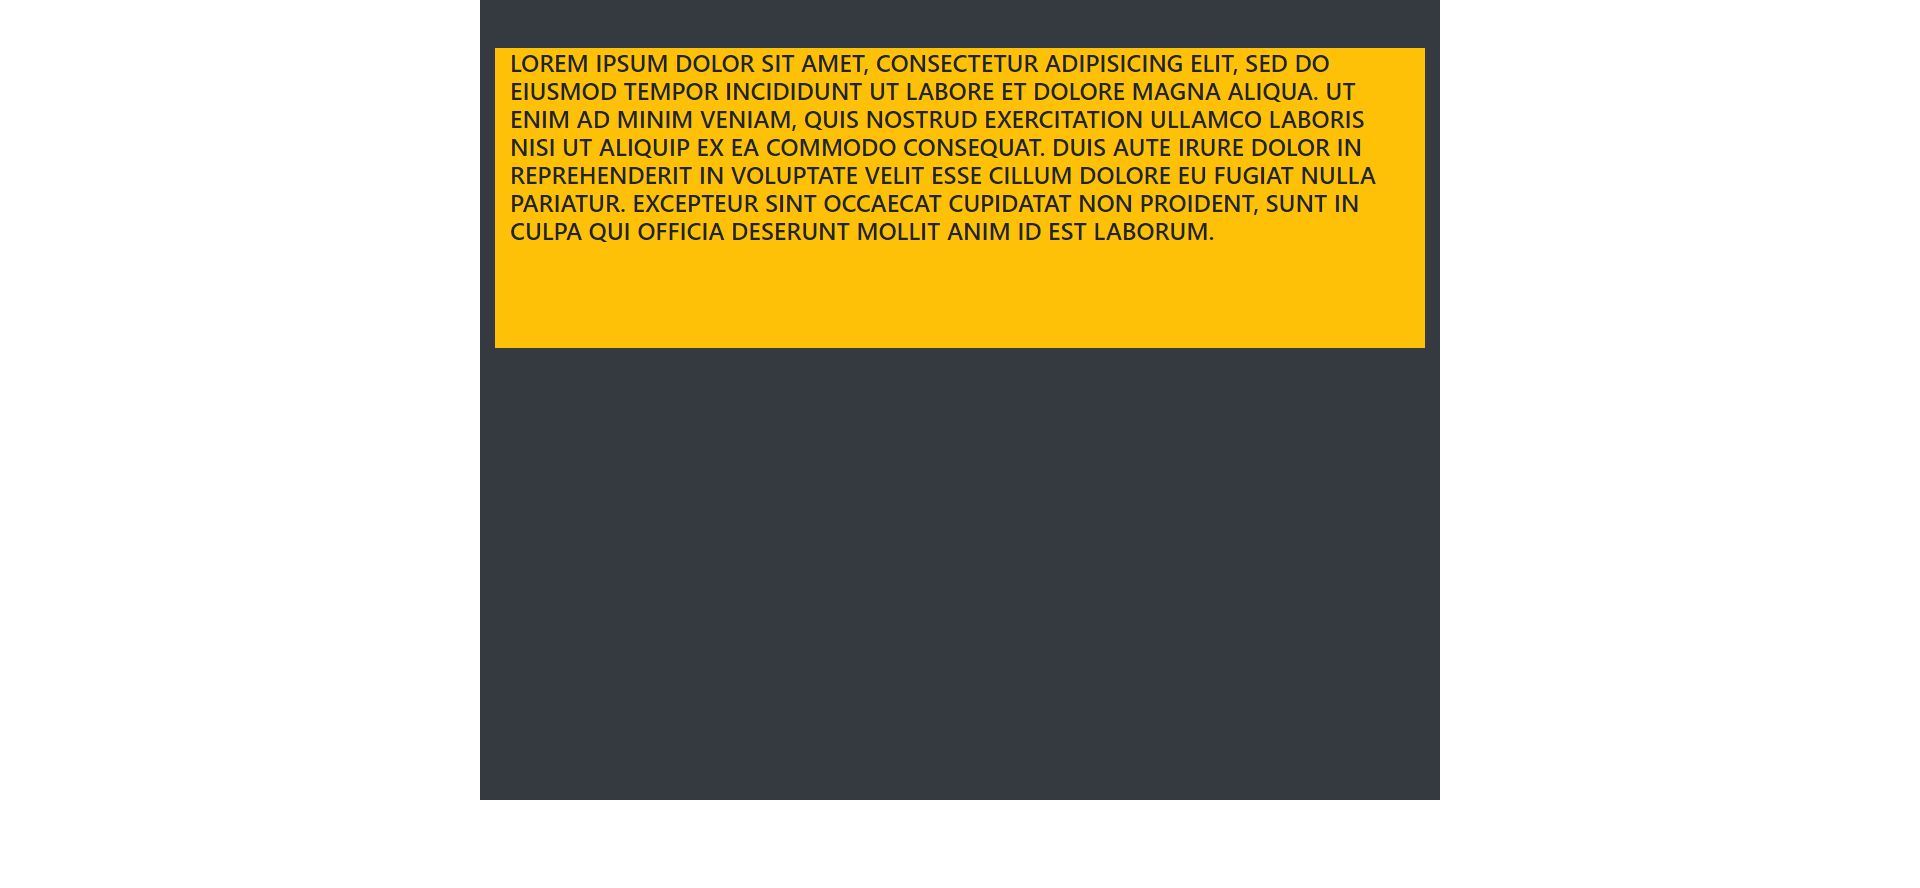 LOREM IPSUM DOLOR SIT AMET, CONSECTETUR ADIPISICING ELIT, SED DO
EIUSMOD TEMPOR INCIDIDUNT UT LABORE ET DOLORE MAGNA ALIQUA. UT
ENIM AD MINIM VENIAM, QUIS NOSTRUD EXERCITATION ULLAMCO LABORIS
NISI UT ALIQUIP EX EA COMMODO CONSEQUAT. DUIS AUTE IRURE DOLOR IN
REPREHENDERIT IN VOLUPTATE VELIT ESSE CILLUM DOLORE EU FUGIAT NULLA
PARIATUR. EXCEPTEUR SINT OCCAECAT CUPIDATAT NON PROIDENT, SUNT IN
CULPA QUI OFFICIA DESERUNT MOLLIT ANIM ID EST LABORUM.